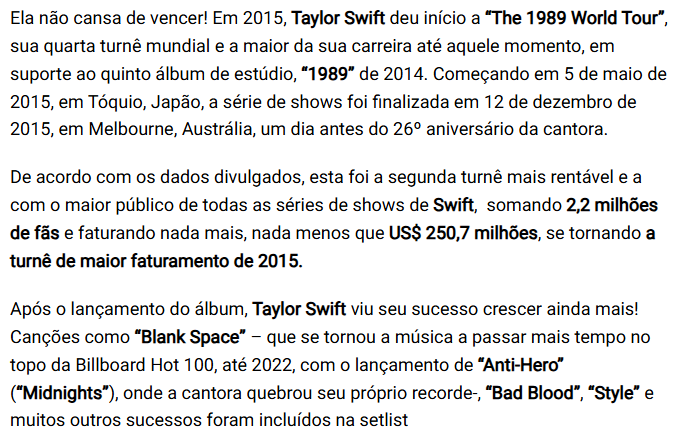 Ela não cansa de vencer! Em 2015, Taylor Swift deu início a “The 1989 World Tour”,
sua quarta turnê mundial e a maior da sua carreira até aquele momento, em
suporte ao quinto álbum de estúdio, “1989” de 2014. Começando em 5 de maio de
2015, em Tóquio, Japão, a série de shows foi finalizada em 12 de dezembro de
2015, em Melbourne, Austrália, um dia antes do 26º aniversário da cantora.
De acordo com os dados divulgados, esta foi a segunda turnê mais rentável e a
com o maior público de todas as séries de shows de Swift, somando 2,2 milhões
de fãs e faturando nada mais, nada menos que US$ 250,7 milhões, se tornando a
turnê de maior faturamento de 2015.
Após o lançamento do álbum, Taylor Swift viu seu sucesso crescer ainda mais!
Canções como “Blank Space” – que se tornou a música a passar mais tempo no
topo da Billboard Hot 100, até 2022, com o lançamento de “Anti-Hero”
(“Midnights”), onde a cantora quebrou seu próprio recorde-, “Bad Blood”, “Style” e
muitos outros sucessos foram incluídos na setlist